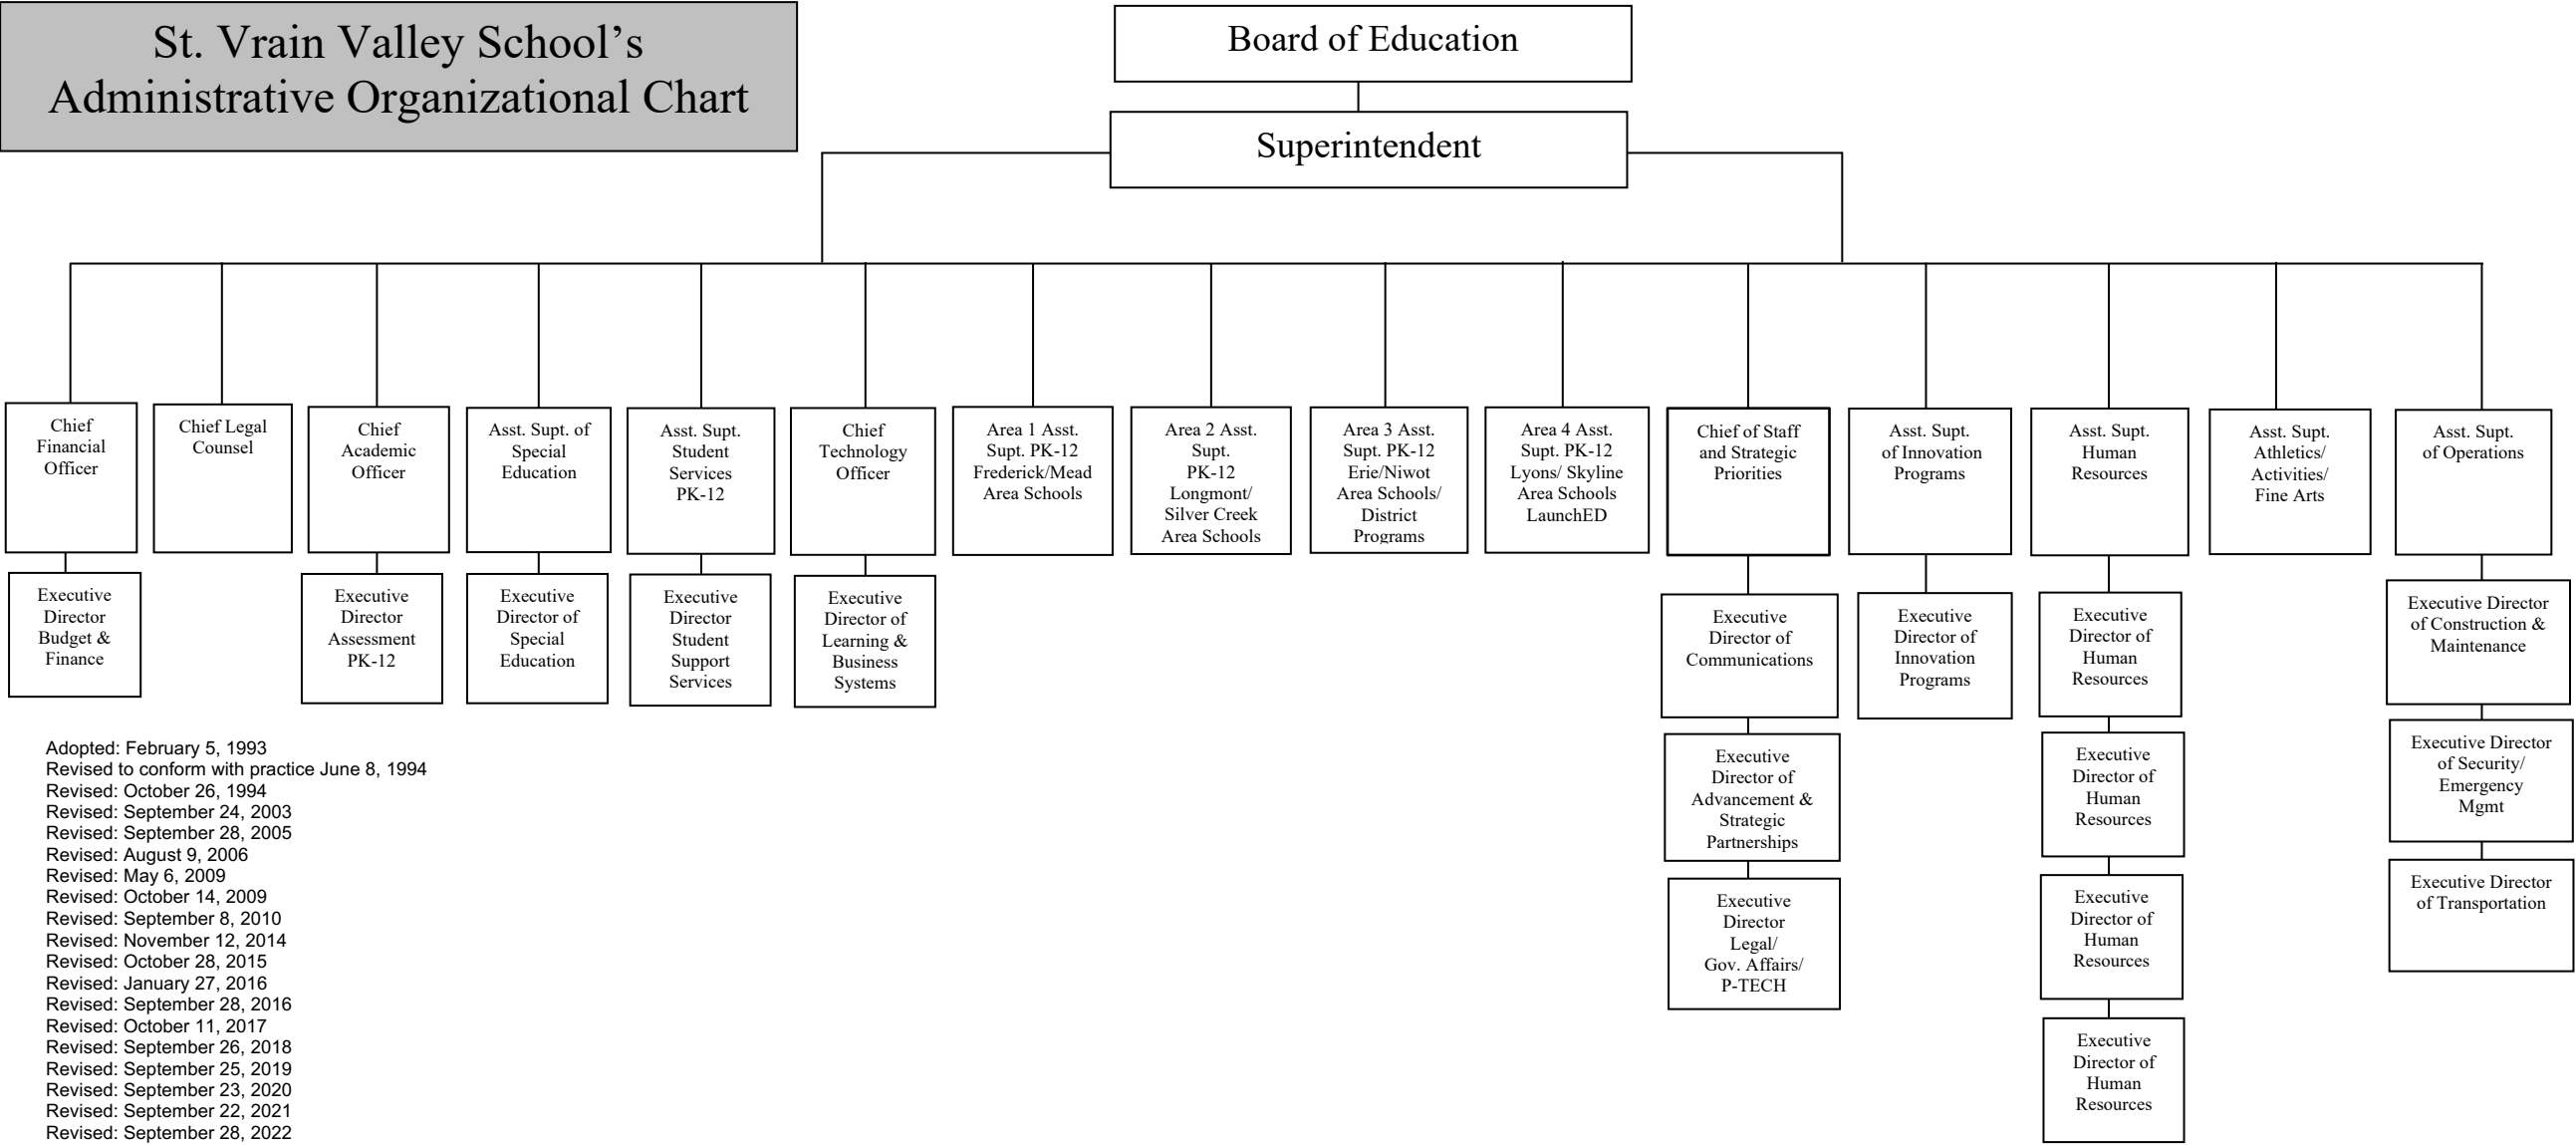 St. Vrain Valley School’s
Administrative Organizational Chart
Board of Education
Superintendent
Chief
Financial
Officer
Chief Legal
Counsel
Chief
Academic
Officer
Asst. Supt. of
Special
Education
Asst. Supt.
Student
Services
PK-12
Chief
Technology
Officer
Area 1 Asst.
Supt. PK-12
Frederick/Mead
Area Schools
Area 2 Asst.
Supt.
PK-12
Longmont/
Silver Creek
Area Schools
Area 3 Asst.
Supt. PK-12
Erie/Niwot
Area Schools/
District
Programs
Area 4 Asst.
Supt. PK-12
Lyons/ Skyline
Area Schools
LaunchED
Chief of Staff
and Strategic
Priorities
Asst. Supt.
of Innovation
Programs
Asst. Supt.
Human
Resources
Asst. Supt.
Athletics/
Activities/
Fine Arts
Asst. Supt.
of Operations
Executive
Director
Budget &
Finance
Executive
Director
Assessment
PK-12
Executive
Director of
Special
Education
Executive
Director
Student
Support
Services
Executive
Director of
Learning &
Business
Systems
Executive
Director of
Communications
Executive
Director of
Innovation
Programs
Executive
Director of
Human
Resources
Executive Director
of Construction &
Maintenance
Executive
Director of
Advancement &
Strategic
Partnerships
Executive
Director of
Human
Resources
Executive Director
of Security/
Emergency
Mgmt
Executive
Director
Legal/
Gov. Affairs/
P-TECH
Executive
Director of
Human
Resources
Executive Director
of Transportation
Executive
Director of
Human
Resources
Adopted: February 5, 1993
Revised to conform with practice June 8, 1994
Revised: October 26, 1994
Revised: September 24, 2003
Revised: September 28, 2005
Revised: August 9, 2006
Revised: May 6, 2009
Revised: October 14, 2009
Revised: September 8, 2010
Revised: November 12, 2014
Revised: October 28, 2015
Revised: January 27, 2016
Revised: September 28, 2016
Revised: October 11, 2017
Revised: September 26, 2018
Revised: September 25, 2019
Revised: September 23, 2020
Revised: September 22, 2021
Revised: September 28, 2022